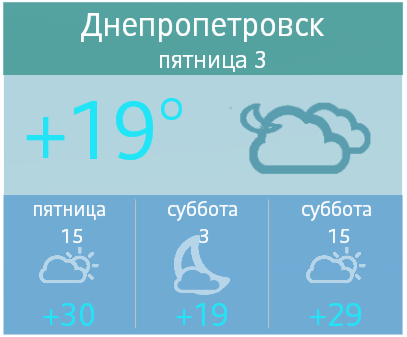 Днепропетровск
пятница 3
+19°
пятница суббота суббота
15 3 15
+30 +19 +29